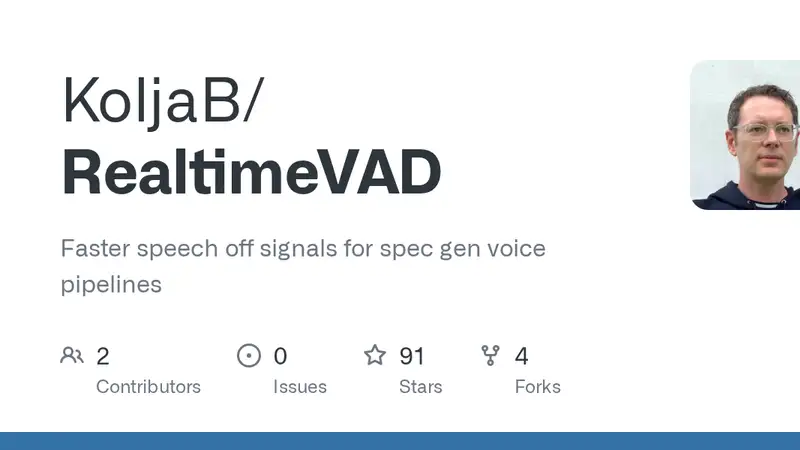 KoljaB/
RealtimeVAD
Faster speech off signals for spec gen voice
pipelines
2
Contributors
0
Issues
91
Stars
4
Forks